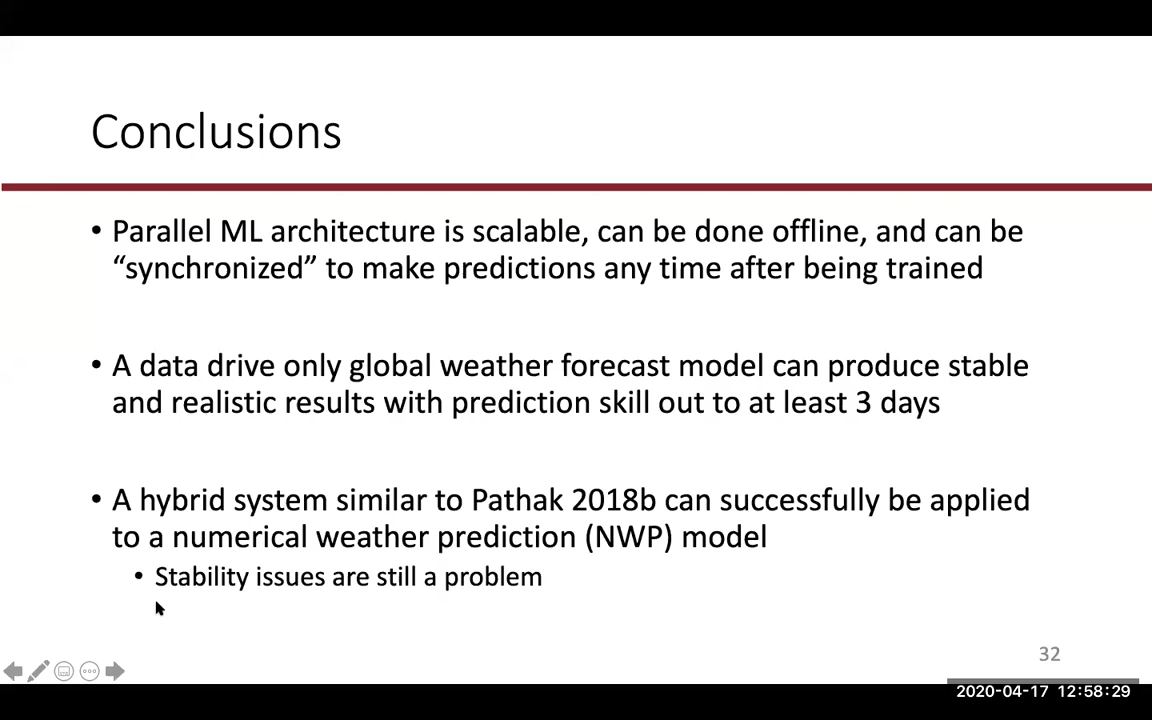 Conclusions
• Parallel ML architecture is scalable, can be done offline, and can be
“synchronized” to make predictions any time after being trained
• A data drive only global weather forecast model can produce stable
and realistic results with prediction skill out to at least 3 days
• A hybrid system similar to Pathak 2018b can successfully be applied
to a numerical weather prediction (NWP) model
• Stability issues are still a problem
32
2020-04-17 12:58:29